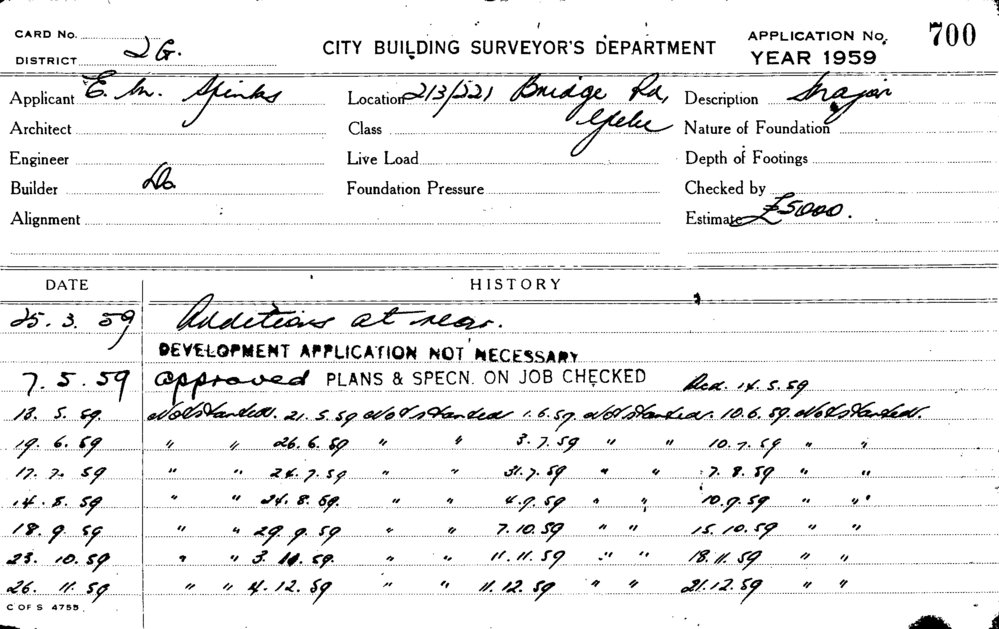 CARD No.
DISTRICT 2G.
CITY BUILDING SURVEYOR'S DEPARTMENT
APPLICATION No. 700
YEAR 1959
Applicant E. M. Spinks
Location 213/221 Bridge Rd, Glebe
Description Major
Architect
Class
Nature of Foundation
Engineer
Live Load
Depth of Footings
Builder Do.
Foundation Pressure
Checked by
Alignment
Estimate £5000.
DATE HISTORY
25.3.59 Additions at rear.
DEVELOPMENT APPLICATION NOT NECESSARY
7.5.59 approved PLANS & SPECN. ON JOB CHECKED 14.5.59
13.5.59 Not Started. 21.5.59 Not Started 1.6.59. Not Started. 10.6.59. Not Started.
19.6.59 " " 26.6.59 " " 3.7.59 " " 10.7.59 " "
17.7.59 " " 24.7.59 " " 31.7.59 " " 7.8.59 " "
14.8.59 " " 24.8.59. " " 4.9.59 " " 10.9.59 " "
18.9.59 " " 29.9.59 " " 7.10.59 " " 15.10.59 " "
23.10.59 " " 3.11.59. " " 11.11.59 " " 18.11.59 " "
26.11.59 " " 4.12.59 " " 11.12.59 " " 21.12.59 " "
C OF S 4755